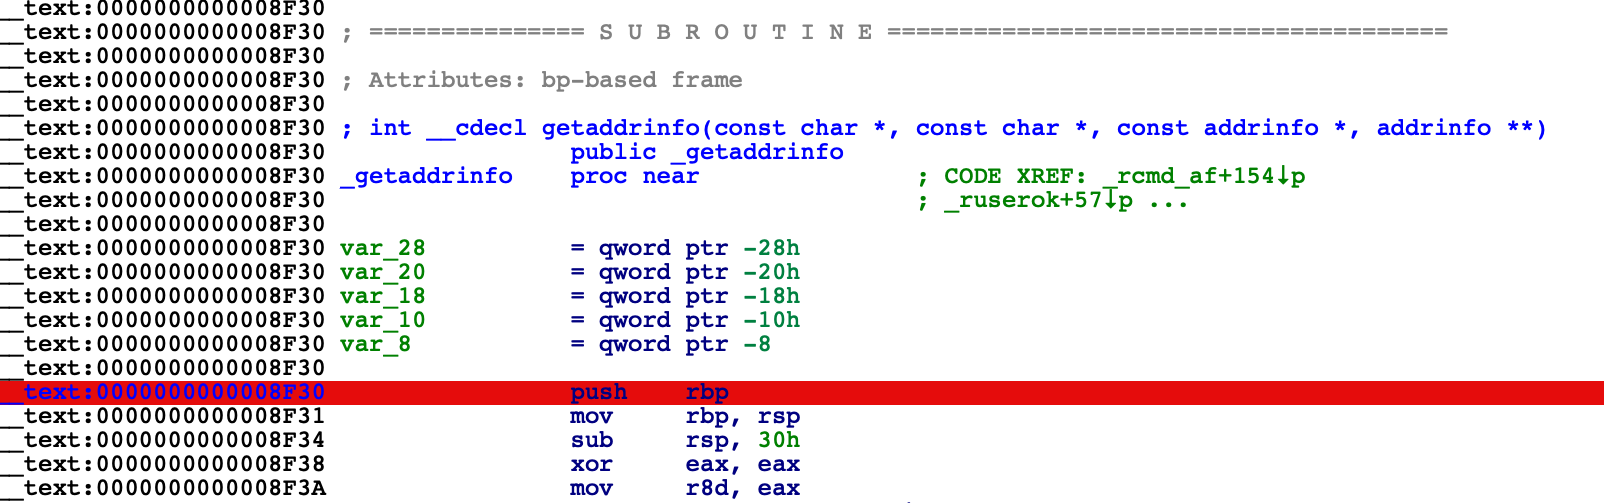 __text:0000000000008F30
__text:0000000000008F30 ; =============== S U B R O U T I N E =======================================
__text:0000000000008F30
__text:0000000000008F30 ; Attributes: bp-based frame
__text:0000000000008F30
__text:0000000000008F30 ; int __cdecl getaddrinfo(const char *, const char *, const addrinfo *, addrinfo **)
__text:0000000000008F30                 public _getaddrinfo
__text:0000000000008F30 _getaddrinfo    proc near               ; CODE XREF: _rcmd_af+154↓p
__text:0000000000008F30                                         ; _ruserok+57↓p ...
__text:0000000000008F30
__text:0000000000008F30 var_28          = qword ptr -28h
__text:0000000000008F30 var_20          = qword ptr -20h
__text:0000000000008F30 var_18          = qword ptr -18h
__text:0000000000008F30 var_10          = qword ptr -10h
__text:0000000000008F30 var_8           = qword ptr -8
__text:0000000000008F30
__text:0000000000008F30                 push    rbp
__text:0000000000008F31                 mov     rbp, rsp
__text:0000000000008F34                 sub     rsp, 30h
__text:0000000000008F38                 xor     eax, eax
__text:0000000000008F3A                 mov     r8d, eax